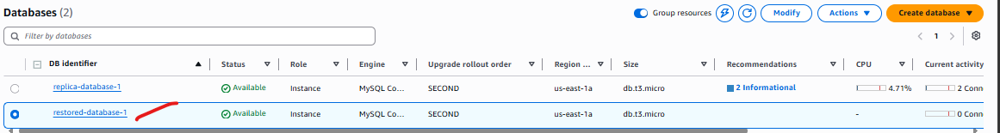 Databases (2)
Group resources
Modify
Actions
Create database
Filter by databases
1
DB identifier Status Role Engine Upgrade rollout order Region ... Size Recommendations CPU Current activity
replica-database-1 Available Instance MySQL Co... SECOND us-east-1a db.t3.micro 2 Informational 4.71% 2 Conn
restored-database-1 Available Instance MySQL Co... SECOND us-east-1a db.t3.micro - 0 Conn